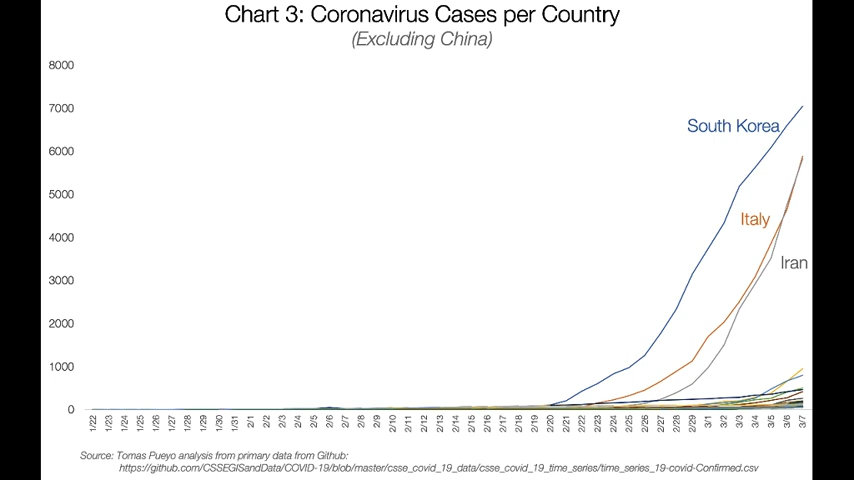 Chart 3: Coronavirus Cases per Country
(Excluding China)
8000
7000
6000
5000
4000
3000
2000
1000
0
South Korea
Italy
Iran
1/22 1/23 1/24 1/25 1/26 1/27 1/28 1/29 1/30 1/31 2/1 2/2 2/3 2/4 2/5 2/6 2/7 2/8 2/9 2/10 2/11 2/12 2/13 2/14 2/15 2/16 2/17 2/18 2/19 2/20 2/21 2/22 2/23 2/24 2/25 2/26 2/27 2/28 2/29 3/1 3/2 3/3 3/4 3/5 3/6 3/7
Source: Tomas Pueyo analysis from primary data from Github:
https://github.com/CSSEGISandData/COVID-19/blob/master/csse_covid_19_data/csse_covid_19_time_series/time_series_19-covid-Confirmed.csv